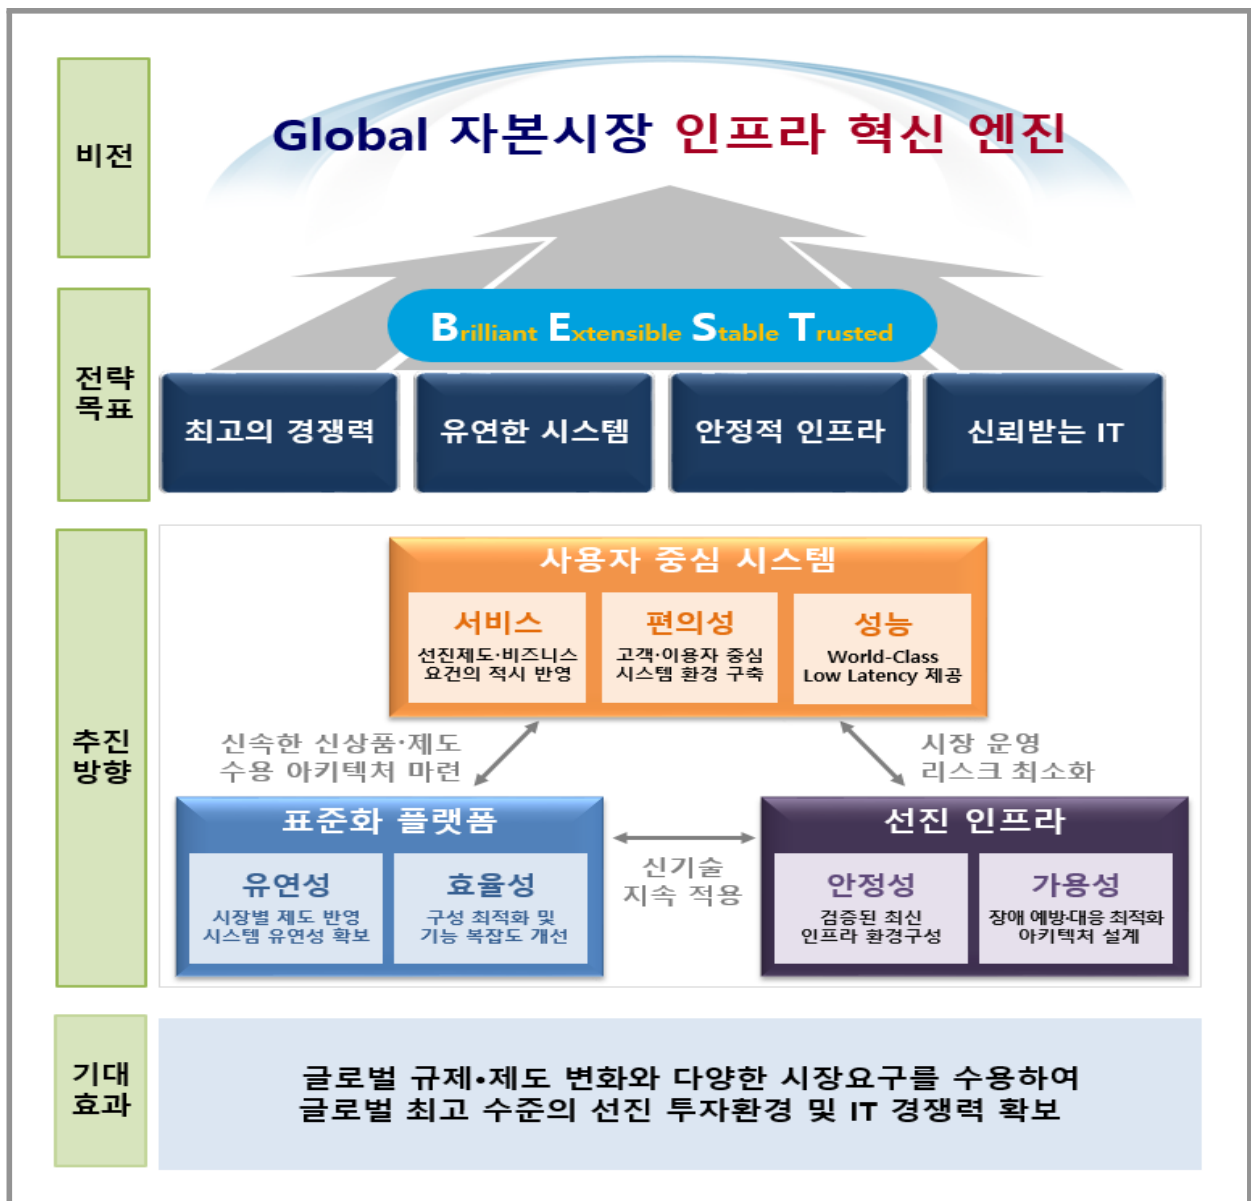 비전
Global 자본시장 인프라 혁신 엔진
전략
목표
Brilliant Extensible Stable Trusted
최고의 경쟁력
유연한 시스템
안정적 인프라
신뢰받는 IT
추진
방향
사용자 중심 시스템
서비스
선진제도·비즈니스
요건의 적시 반영
편의성
고객·이용자 중심
시스템 환경 구축
성능
World-Class
Low Latency 제공
신속한 신상품·제도
수용 아키텍처 마련
시장 운영
리스크 최소화
표준화 플랫폼
유연성
시장별 제도 반영
시스템 유연성 확보
효율성
구성 최적화 및
기능 복잡도 개선
신기술
지속 적용
선진 인프라
안정성
검증된 최신
인프라 환경구성
가용성
장애 예방·대응 최적화
아키텍처 설계
기대
효과
글로벌 규제•제도 변화와 다양한 시장요구를 수용하여
글로벌 최고 수준의 선진 투자환경 및 IT 경쟁력 확보